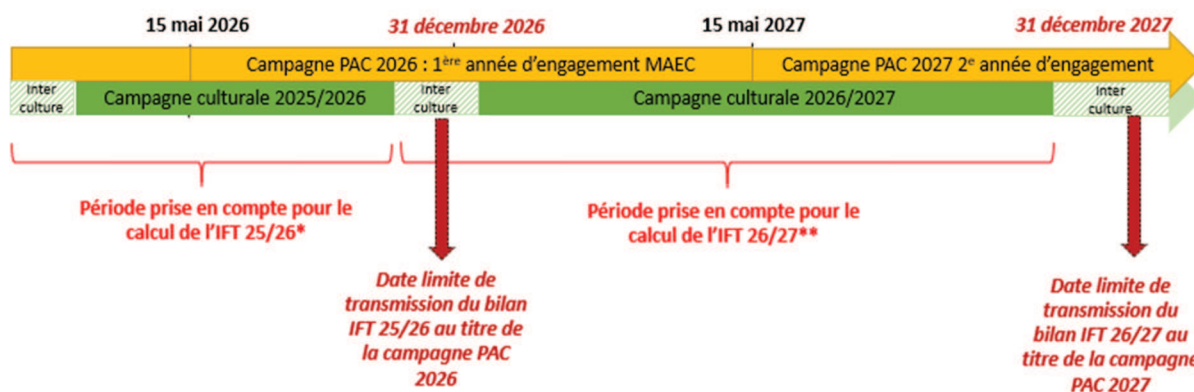 15 mai 2026
31 décembre 2026
15 mai 2027
31 décembre 2027
Campagne PAC 2026 : 1ère année d'engagement MAEC
Campagne PAC 2027 2e année d'engagement
Inter
culture
Campagne culturale 2025/2026
Inter
culture
Campagne culturale 2026/2027
Inter
culture
Période prise en compte pour le
calcul de l'IFT 25/26*
Période prise en compte pour le
calcul de l'IFT 26/27**
Date limite de
transmission du bilan
IFT 25/26 au titre de
la campagne PAC
2026
Date limite de
transmission du
bilan IFT 26/27 au
titre de la campagne
PAC 2027